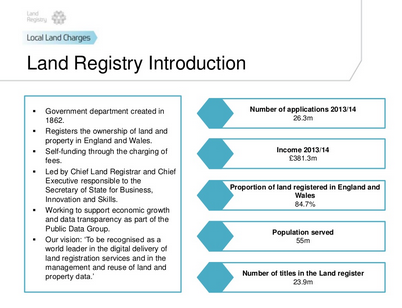 Land
Registry
Local Land Charges
Land Registry Introduction
▪ Government department created in
1862.
▪ Registers the ownership of land and
property in England and Wales.
▪ Self-funding through the charging of
fees.
▪ Led by Chief Land Registrar and Chief
Executive responsible to the
Secretary of State for Business,
Innovation and Skills.
▪ Working to support economic growth
and data transparency as part of the
Public Data Group.
▪ Our vision: ‘To be recognised as a
world leader in the digital delivery of
land registration services and in the
management and reuse of land and
property data.’
Number of applications 2013/14
26.3m
Income 2013/14
£381.3m
Proportion of land registered in England and
Wales
84.7%
Population served
55m
Number of titles in the Land register
23.9m